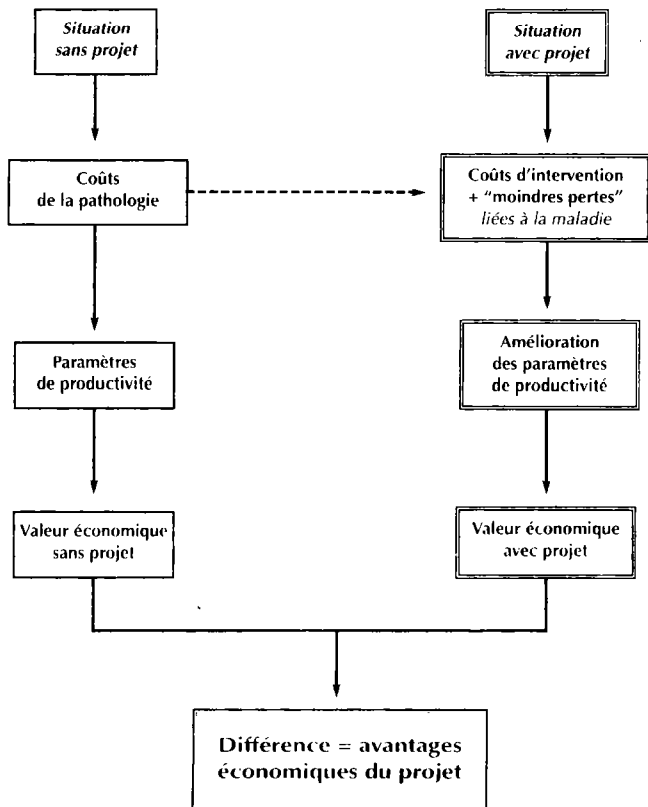 Situation
sans projet
Situation
avec projet
Coûts
de la pathologie
Coûts d'intervention
+ "moindres pertes"
liées à la maladie
Paramètres
de productivité
Amélioration
des paramètres
de productivité
Valeur économique
sans projet
Valeur économique
avec projet
Différence = avantages
économiques du projet